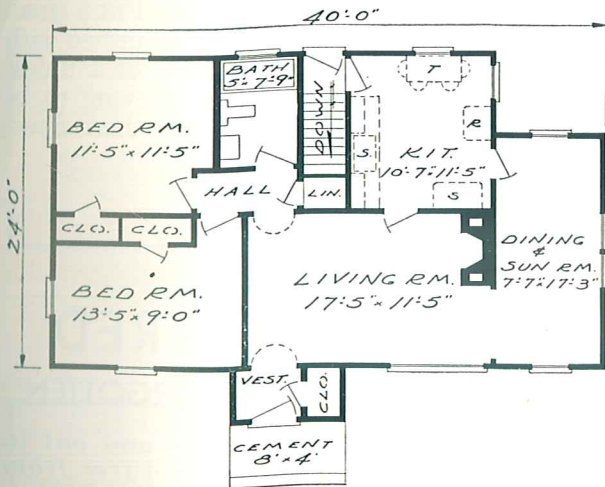 40'-0"
24'-0"
BED RM.
11'-5" x 11'-5"
BATH
5'-7'-9"
DOWN
T
R
S
KIT.
10'-7'-11'-5"
S
HALL
LIN.
CLO.
CLO.
BED RM.
13'-5" x 9'-0"
LIVING RM.
17'-5" x 11'-5"
DINING
&
SUN RM.
7'-7" x 17'-3"
VEST.
CLO.
CEMENT
8' x 4'